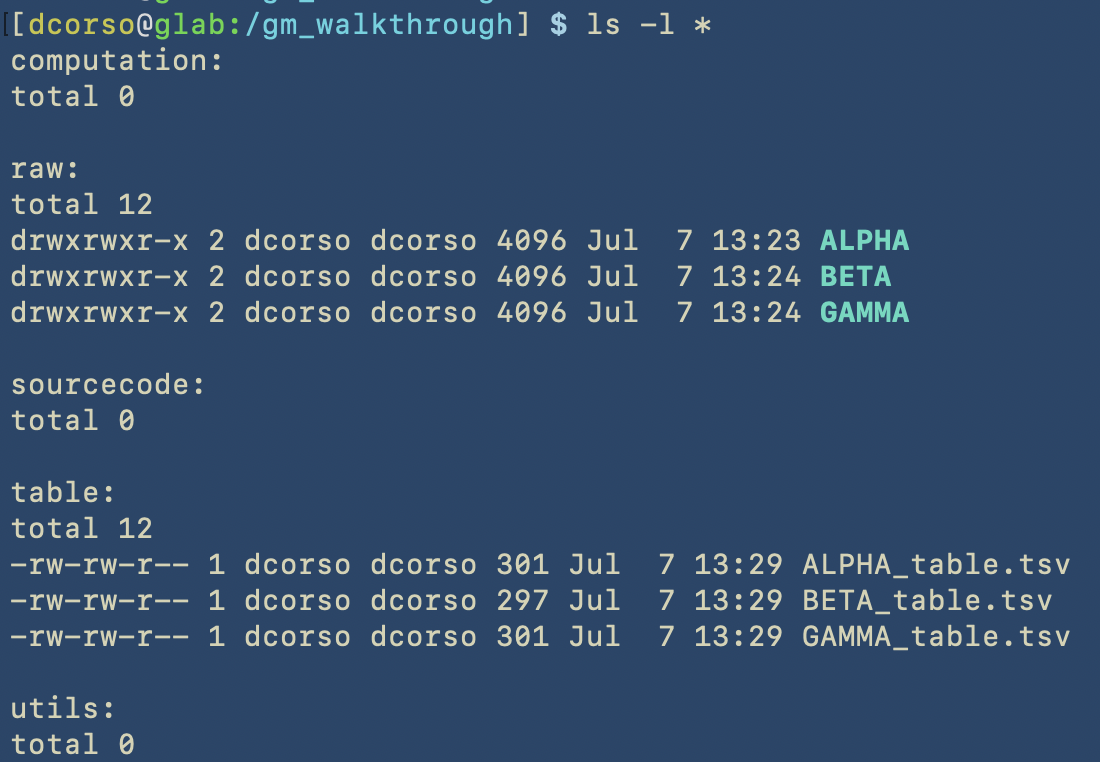 [dcorso@glab:/gm_walkthrough] $ ls -l *
computation:
total 0
raw:
total 12
drwxrwxr-x 2 dcorso dcorso 4096 Jul  7 13:23 ALPHA
drwxrwxr-x 2 dcorso dcorso 4096 Jul  7 13:24 BETA
drwxrwxr-x 2 dcorso dcorso 4096 Jul  7 13:24 GAMMA
sourcecode:
total 0
table:
total 12
-rw-rw-r-- 1 dcorso dcorso 301 Jul  7 13:29 ALPHA_table.tsv
-rw-rw-r-- 1 dcorso dcorso 297 Jul  7 13:29 BETA_table.tsv
-rw-rw-r-- 1 dcorso dcorso 301 Jul  7 13:29 GAMMA_table.tsv
utils:
total 0